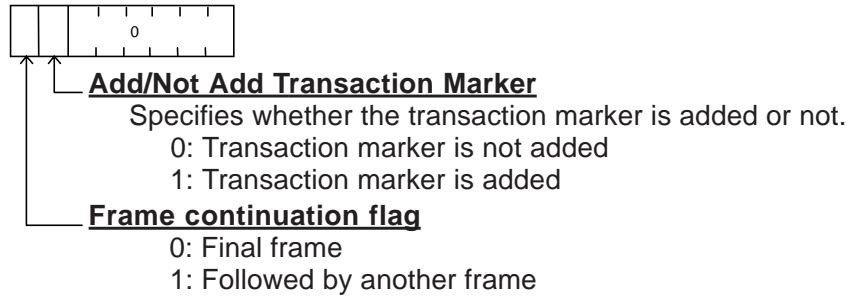 0
Add/Not Add Transaction Marker
Specifies whether the transaction marker is added or not.
0: Transaction marker is not added
1: Transaction marker is added
Frame continuation flag
0: Final frame
1: Followed by another frame